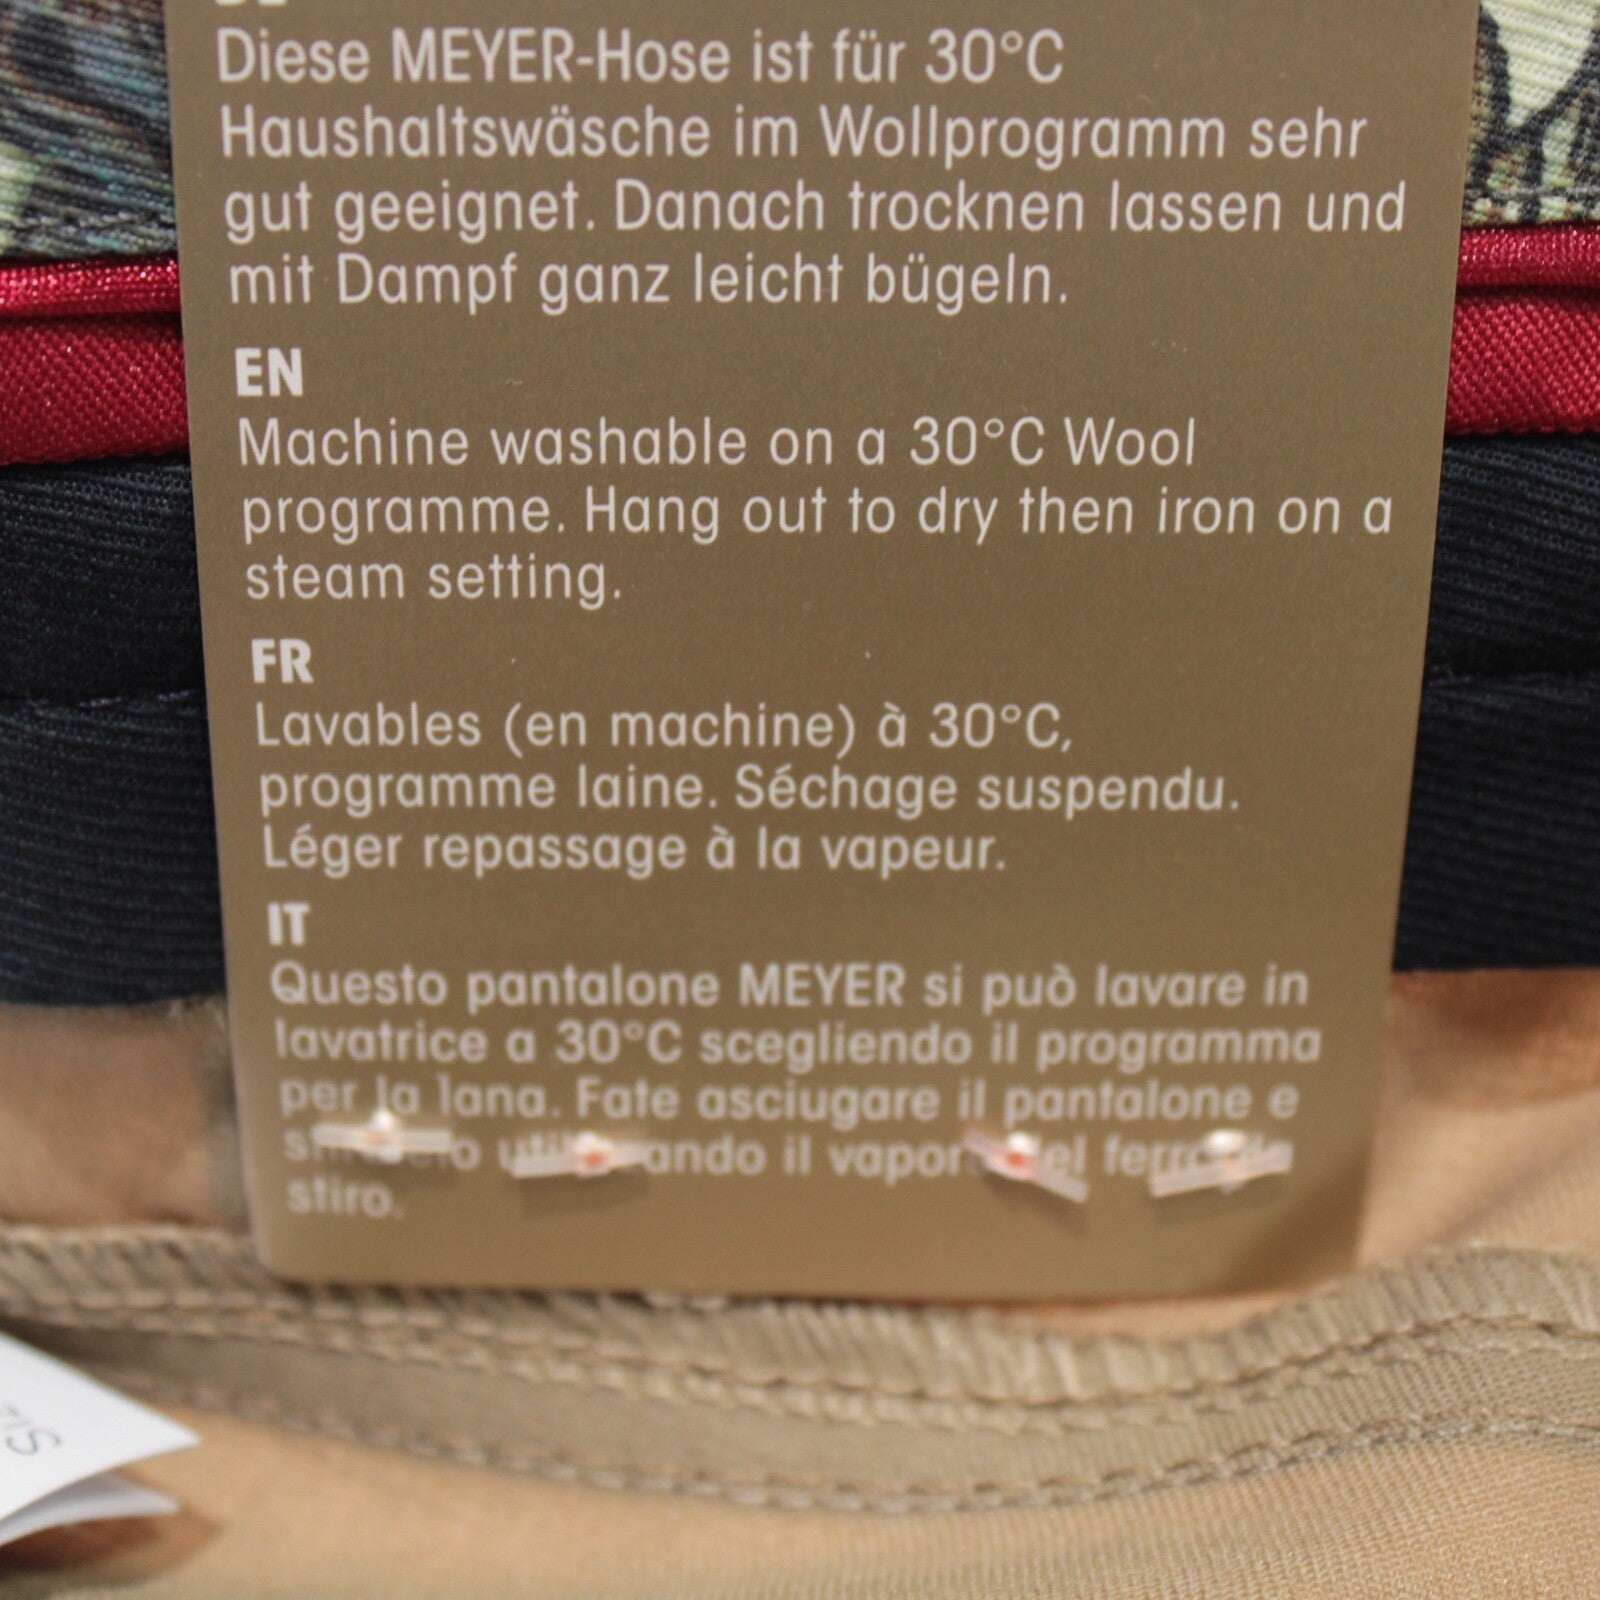 DE
Diese MEYER-Hose ist für 30°C
Haushaltswäsche im Wollprogramm sehr
gut geeignet. Danach trocknen lassen und
mit Dampf ganz leicht bügeln.
EN
Machine washable on a 30°C Wool
programme. Hang out to dry then iron on a
steam setting.
FR
Lavables (en machine) à 30°C,
programme laine. Séchage suspendu.
Léger repassage à la vapeur.
IT
Questo pantalone MEYER si può lavare in
lavatrice a 30°C scegliendo il programma
per la lana. Fate asciugare il pantalone e
il
stiro.